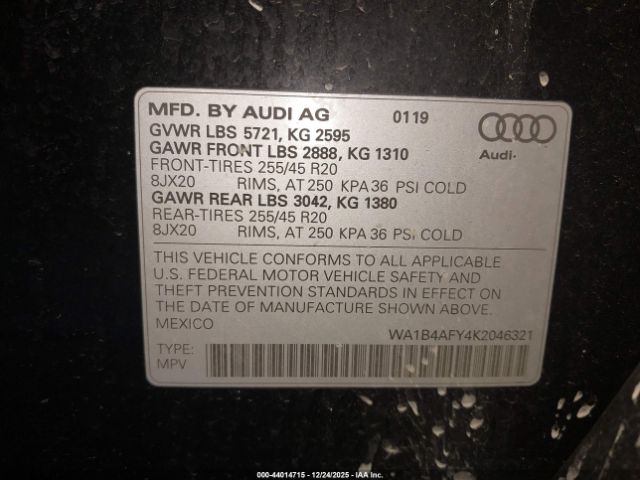 MFD. BY AUDI AG 0119
GVWR LBS 5721, KG 2595
GAWR FRONT LBS 2888, KG 1310
Audi
FRONT-TIRES 255/45 R20
8JX20 RIMS, AT 250 KPA 36 PSI COLD
GAWR REAR LBS 3042, KG 1380
REAR-TIRES 255/45 R20
8JX20 RIMS, AT 250 KPA 36 PSI COLD
THIS VEHICLE CONFORMS TO ALL APPLICABLE
U.S. FEDERAL MOTOR VEHICLE SAFETY AND
THEFT PREVENTION STANDARDS IN EFFECT ON
THE DATE OF MANUFACTURE SHOWN ABOVE.
MEXICO
WA1B4AFY4K2046321
TYPE:
MPV
000-44014715 - 12/24/2025 - IAA Inc.